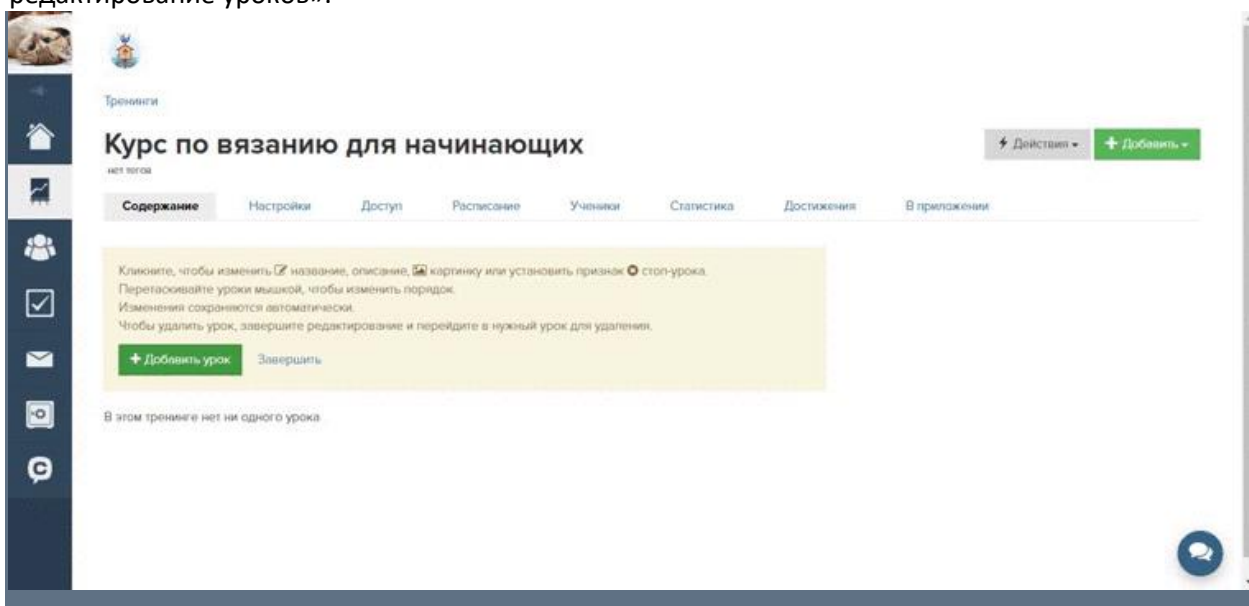 редактирование уроков».
Тренинги
Курс по вязанию для начинающих
нет тегов
Действия
Добавить
Содержание Настройки Доступ Расписание Ученики Статистика Достижения В приложении
Кликните, чтобы изменить название, описание, картинку или установить признак стоп-урока.
Перетаскивайте уроки мышкой, чтобы изменить порядок.
Изменения сохраняются автоматически.
Чтобы удалить урок, завершите редактирование и перейдите в нужный урок для удаления.
+ Добавить урок Завершить
В этом тренинге нет ни одного урока